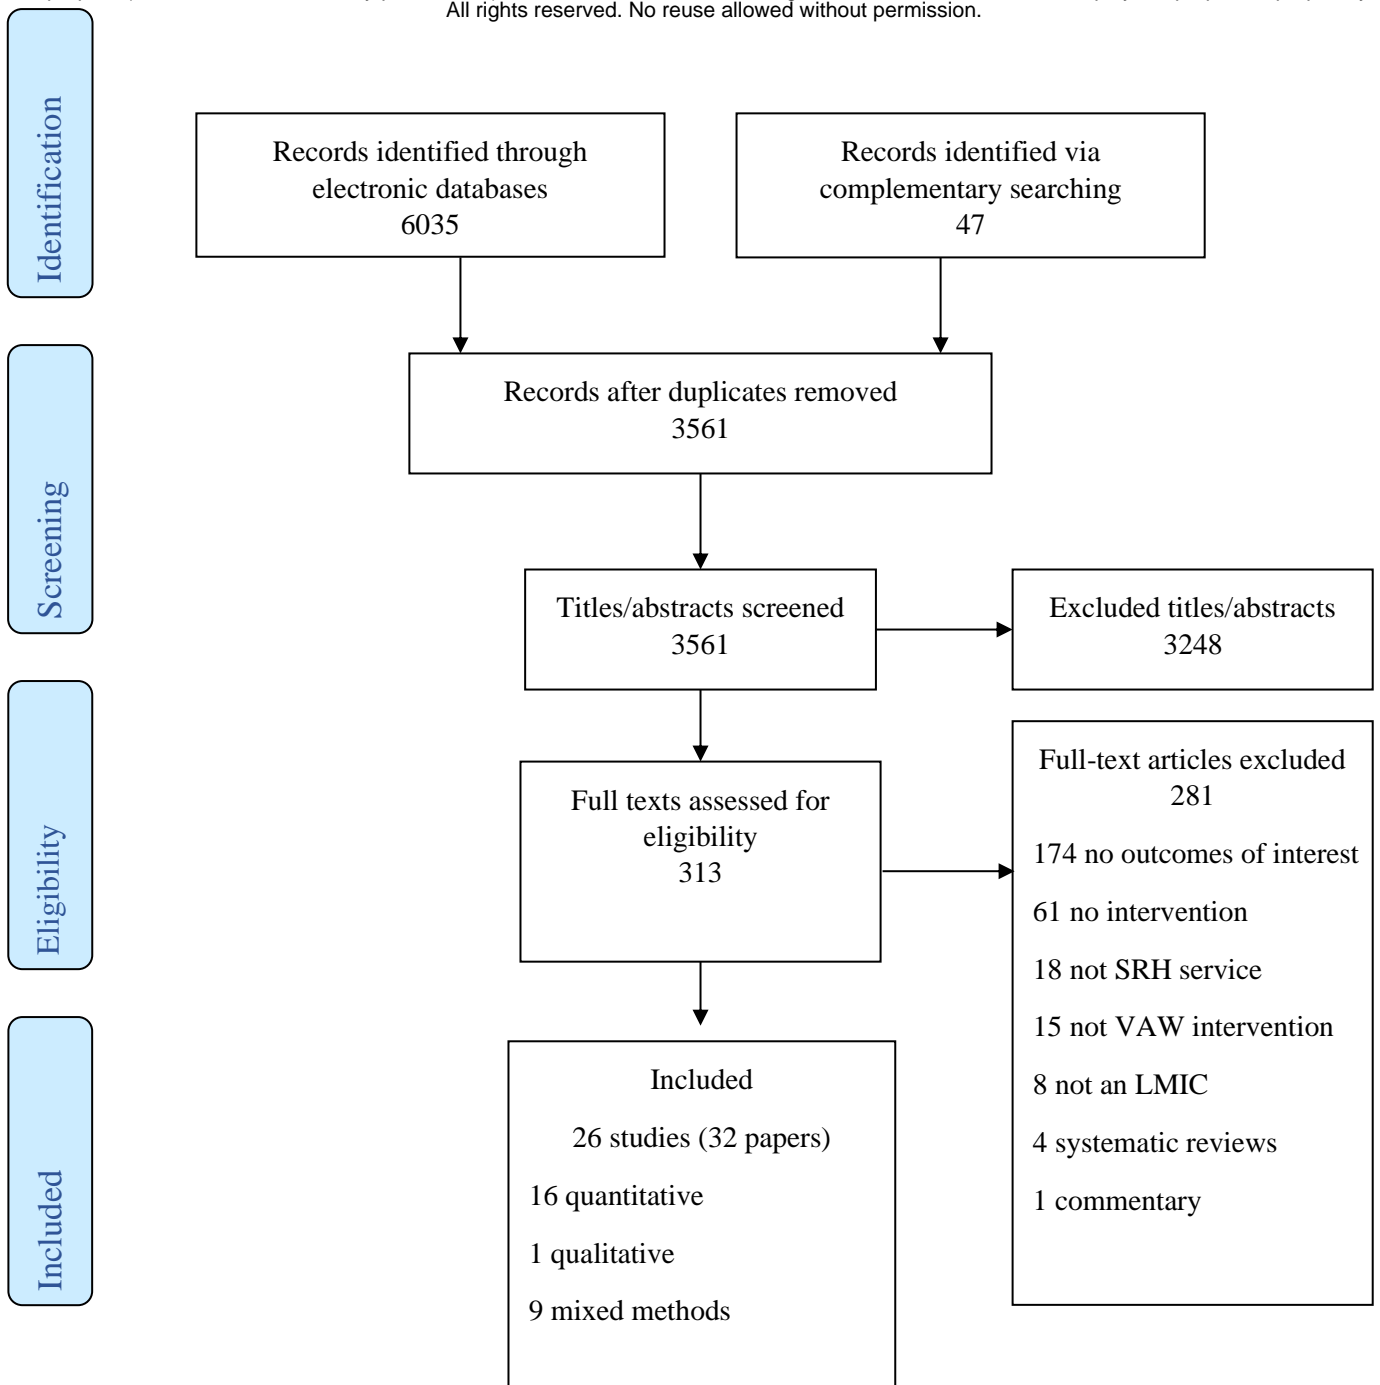 All rights reserved. No reuse allowed without permission.
Identification
Records identified through
electronic databases
6035
Records identified via
complementary searching
47
Records after duplicates removed
3561
Screening
Titles/abstracts screened
3561
Excluded titles/abstracts
3248
Eligibility
Full texts assessed for
eligibility
313
Full-text articles excluded
281
174 no outcomes of interest
61 no intervention
18 not SRH service
15 not VAW intervention
8 not an LMIC
4 systematic reviews
1 commentary
Included
Included
26 studies (32 papers)
16 quantitative
1 qualitative
9 mixed methods